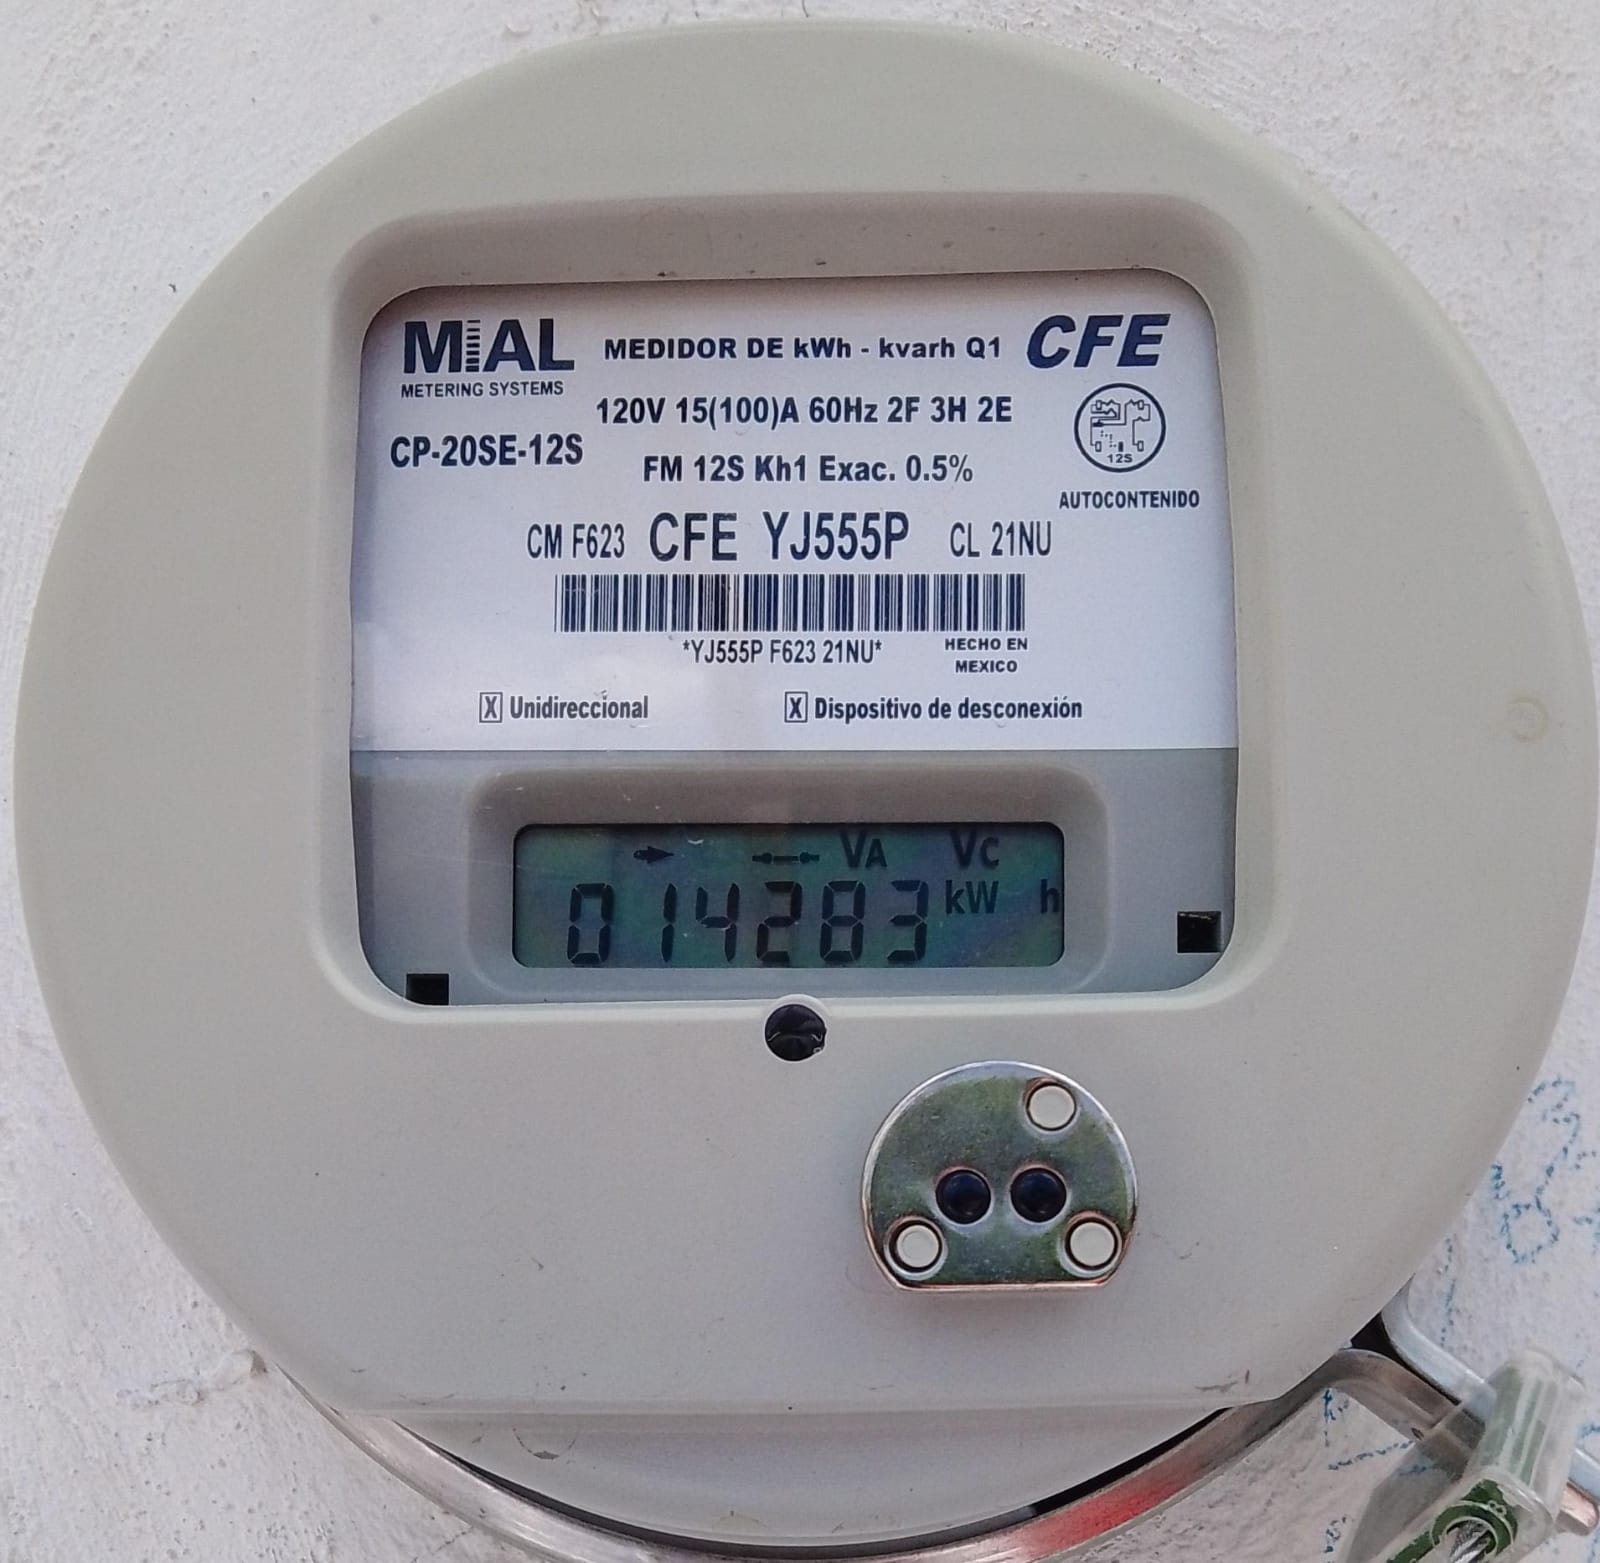 MIAL
METERING SYSTEMS
MEDIDOR DE kWh - kvarh Q1
CFE
120V 15(100)A 60Hz 2F 3H 2E
CP-20SE-12S
FM 12S Kh1 Exac. 0.5%
12S
AUTOCONTENIDO
CM F623 CFE YJ555P CL 21NU
*YJ555P F623 21NU*
HECHO EN
MEXICO
X Unidireccional
X Dispositivo de desconexión
VA VC
014283 kW h